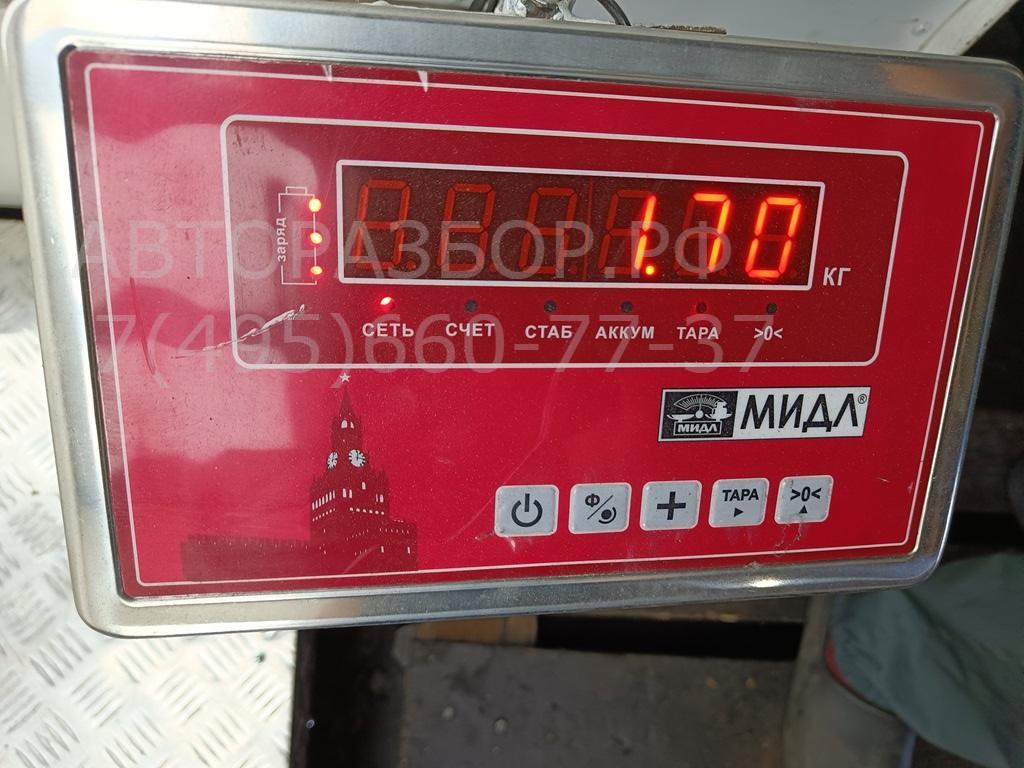 заряд
1.70
КГ
АВТОРАЗБОР.РФ
СЕТЬ СЧЕТ СТАБ АККУМ ТАРА >0<
7(495)660-77-37
МИДЛ МИДЛ®
Ф ТАРА >0<